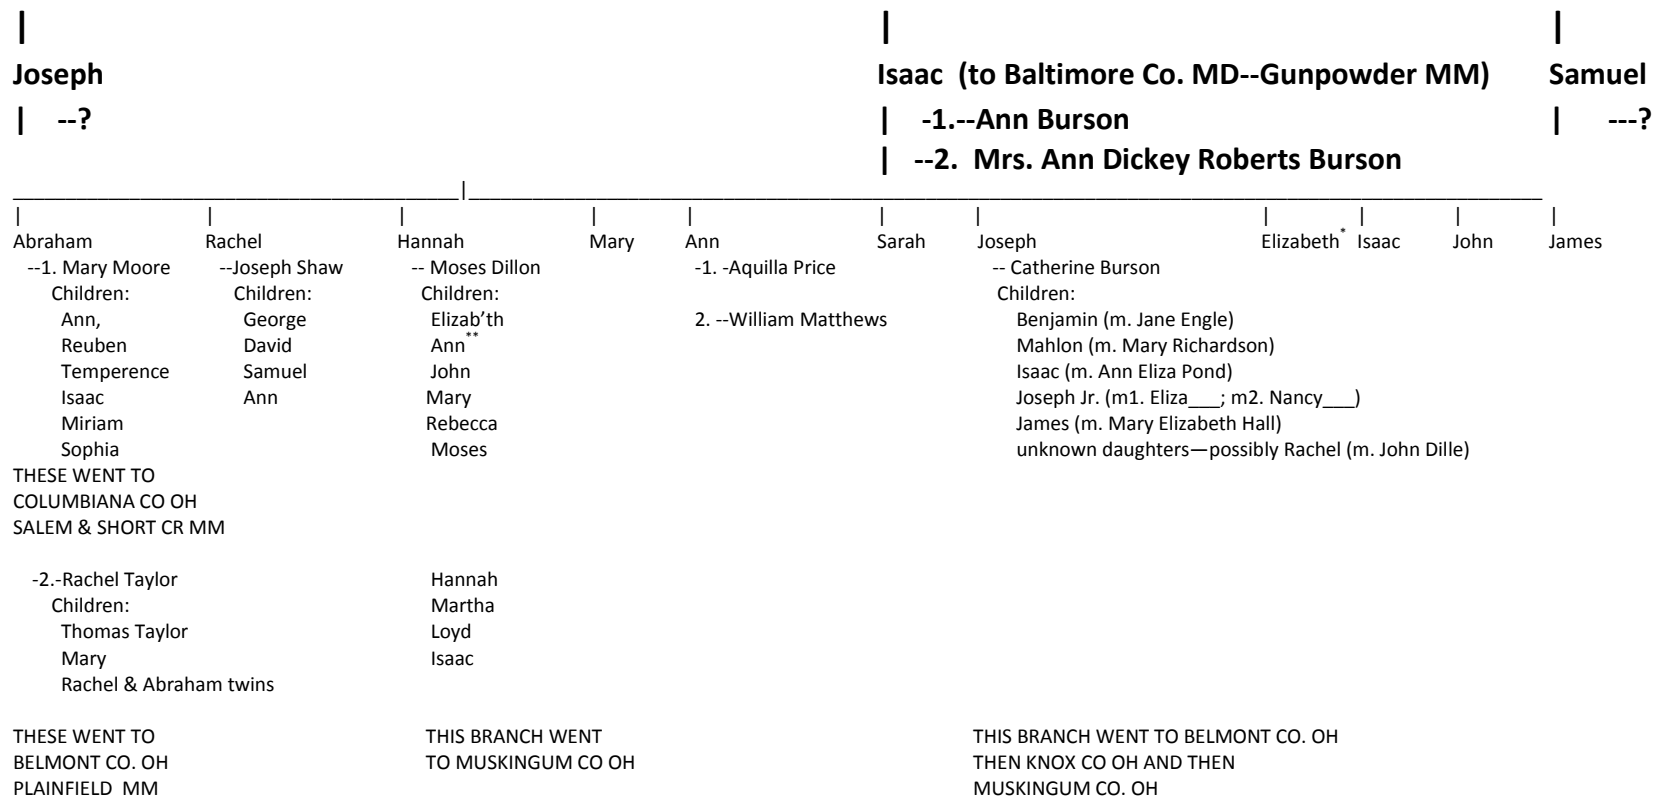 Joseph Isaac (to Baltimore Co. MD--Gunpowder MM) Samuel
| --? | -1.--Ann Burson | ---?
| --2. Mrs. Ann Dickey Roberts Burson
Abraham Rachel Hannah Mary Ann Sarah Joseph Elizabeth* Isaac John James
--1. Mary Moore --Joseph Shaw -- Moses Dillon -1. -Aquilla Price -- Catherine Burson
Children: Children: Children: Children:
Ann, George Elizab’th 2. --William Matthews Benjamin (m. Jane Engle)
Reuben David Ann** Mahlon (m. Mary Richardson)
Temperence Samuel John Isaac (m. Ann Eliza Pond)
Isaac Ann Mary Joseph Jr. (m1. Eliza___; m2. Nancy___)
Miriam Rebecca James (m. Mary Elizabeth Hall)
Sophia Moses unknown daughters—possibly Rachel (m. John Dille)
THESE WENT TO
COLUMBIANA CO OH
SALEM & SHORT CR MM
-2.-Rachel Taylor Hannah
Children: Martha
Thomas Taylor Loyd
Mary Isaac
Rachel & Abraham twins
THESE WENT TO THIS BRANCH WENT THIS BRANCH WENT TO BELMONT CO. OH
BELMONT CO. OH TO MUSKINGUM CO OH THEN KNOX CO OH AND THEN
PLAINFIELD MM MUSKINGUM CO. OH